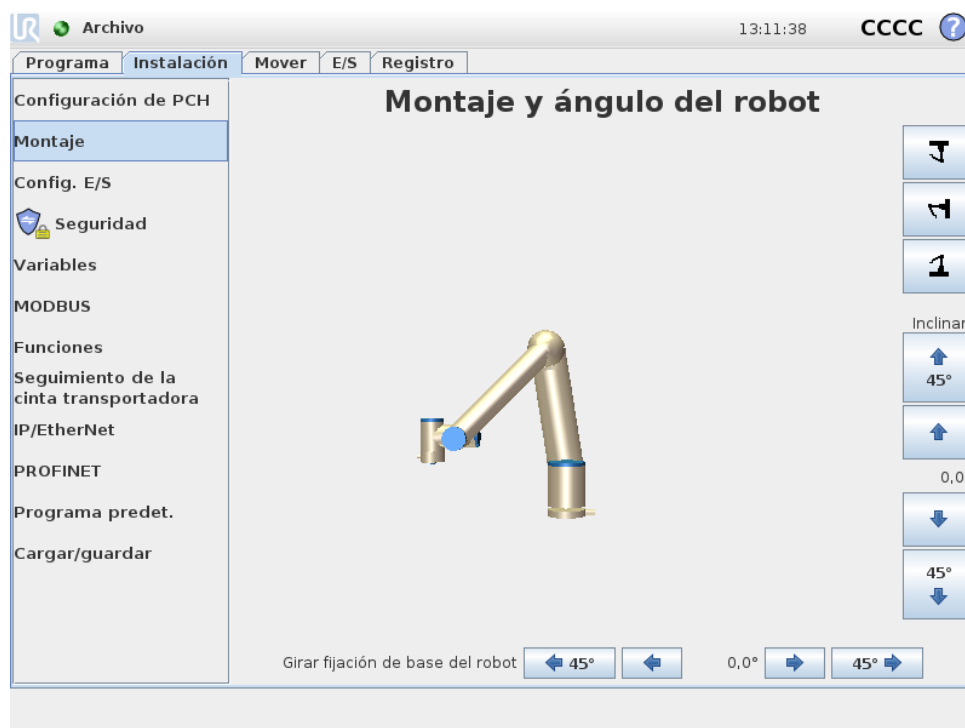 UR Archivo 13:11:38 CCCC ?
Programa Instalación Mover E/S Registro
Configuración de PCH
Montaje
Config. E/S
Seguridad
Variables
MODBUS
Funciones
Seguimiento de la
cinta transportadora
IP/EtherNet
PROFINET
Programa predet.
Cargar/guardar
Montaje y ángulo del robot
Inclinar
45°
0,0
45°
Girar fijación de base del robot 45° 0,0° 45°